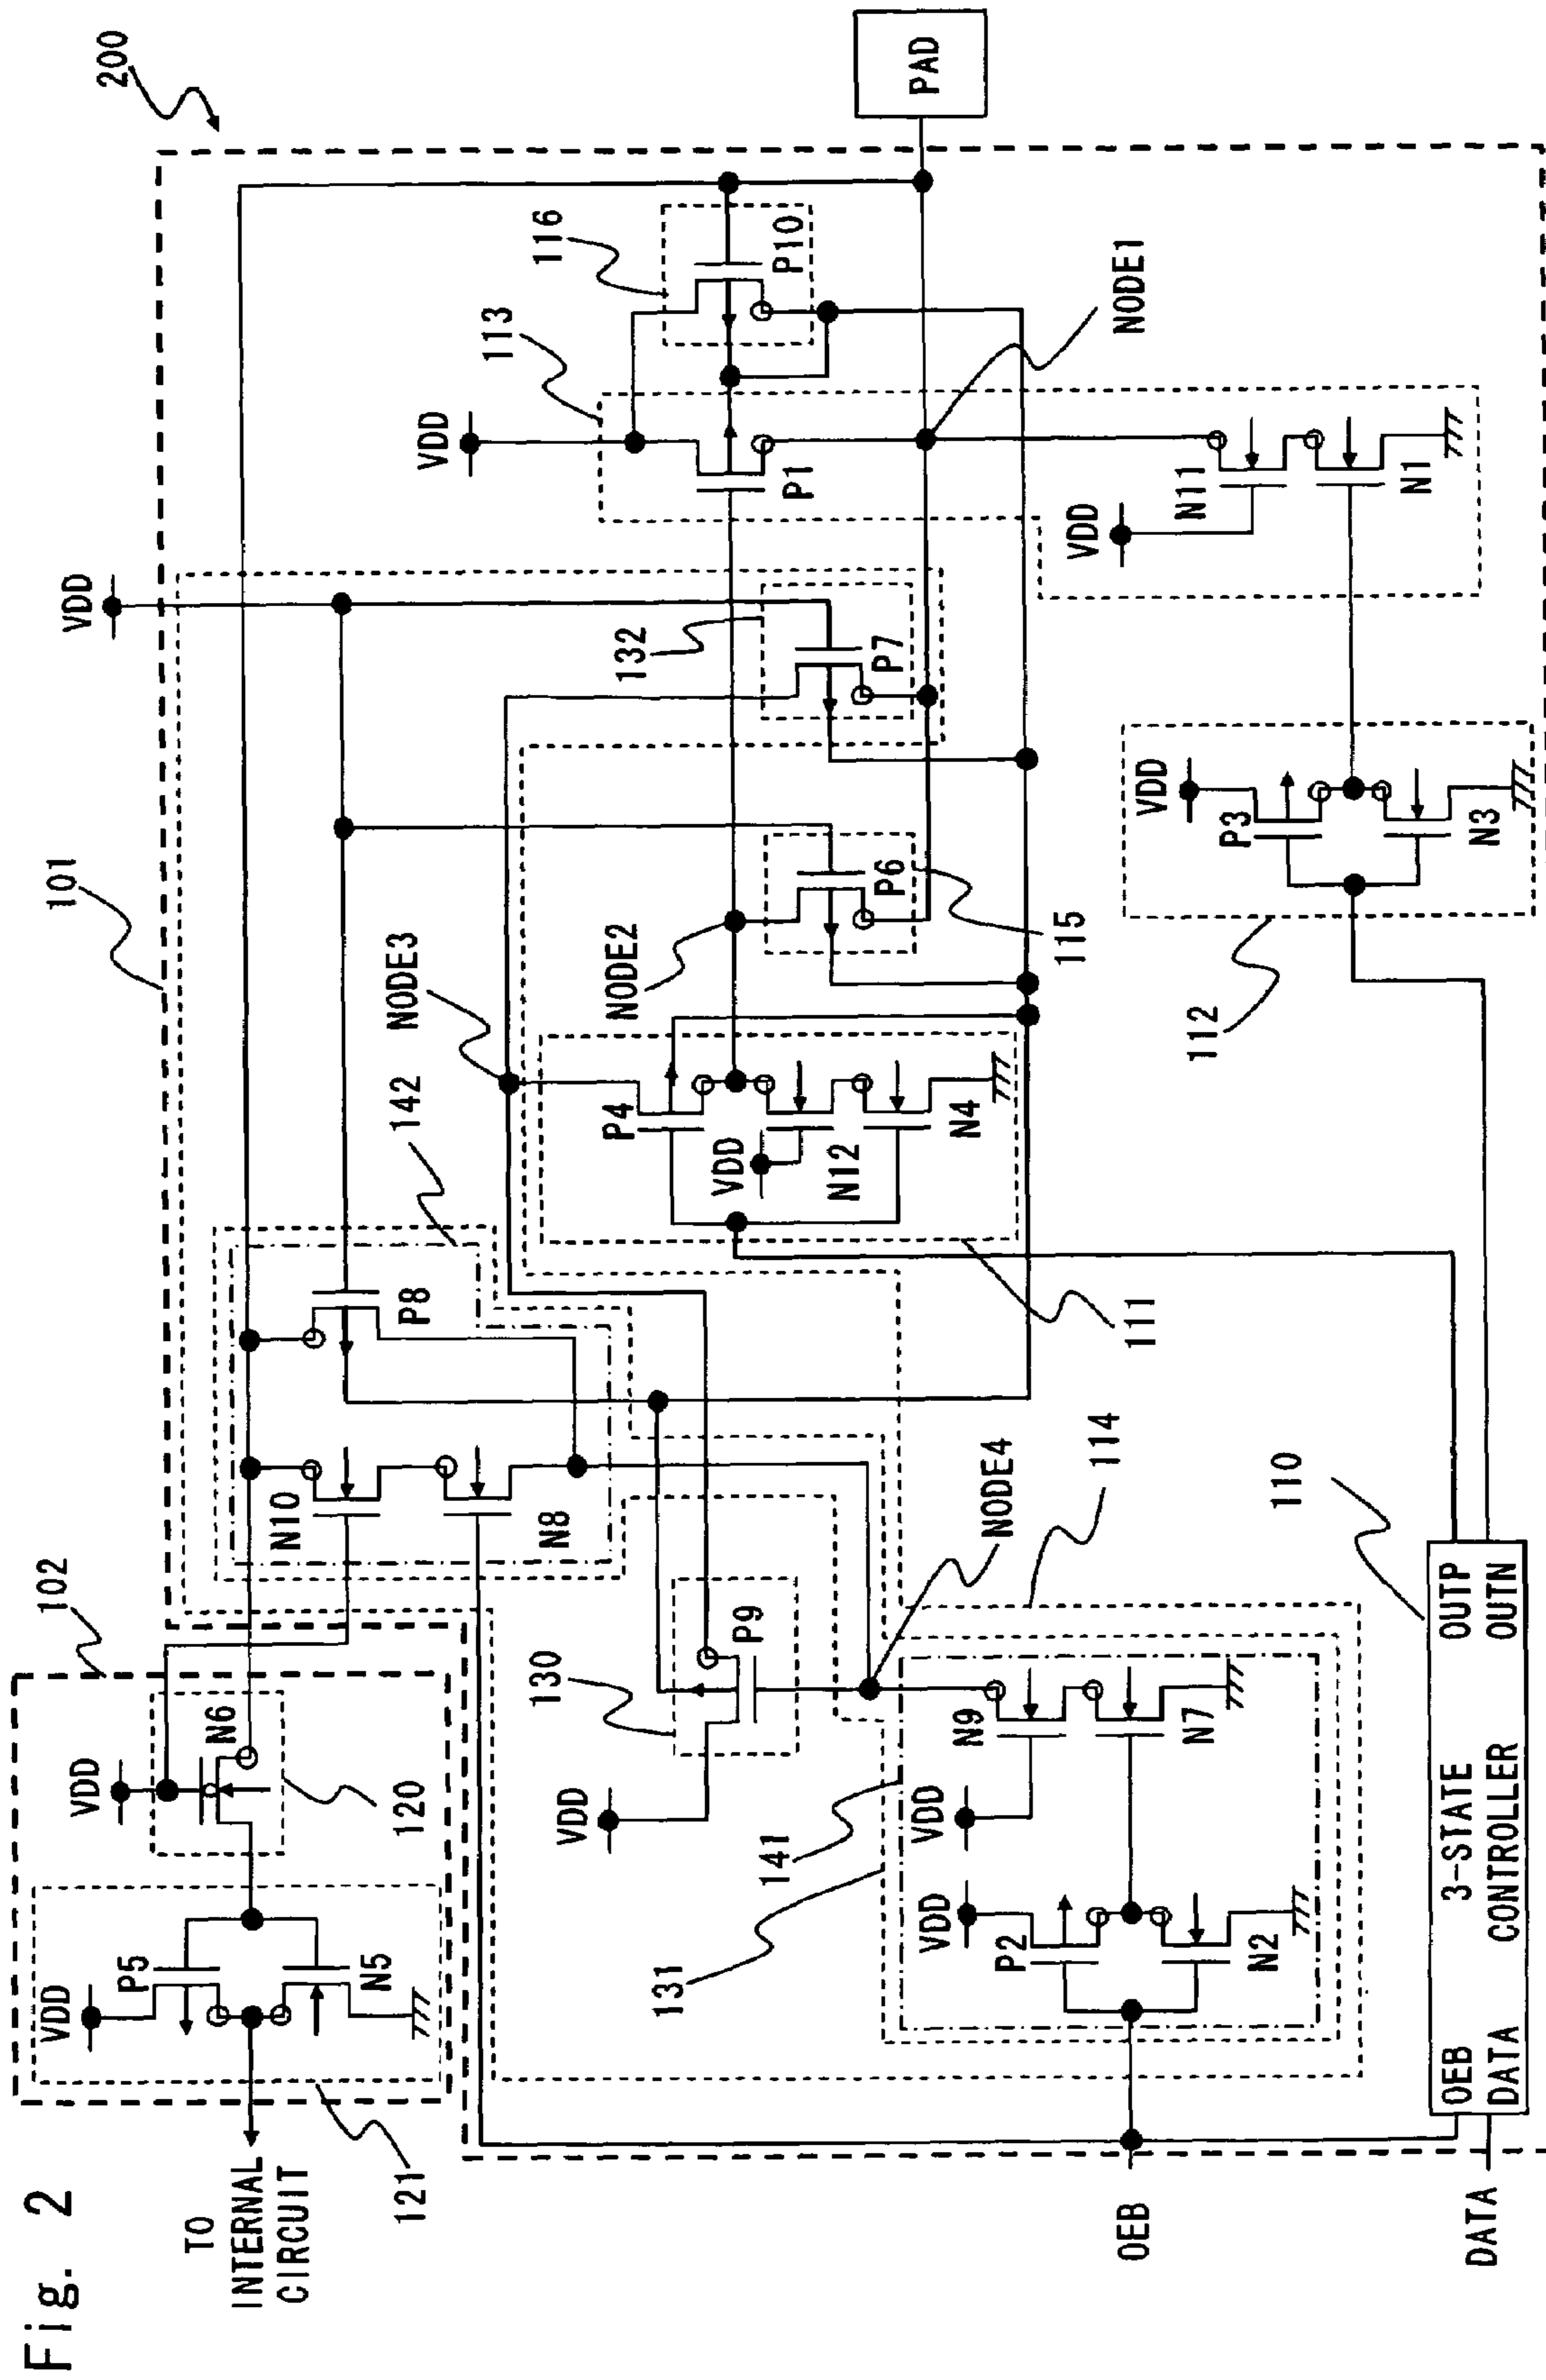 Fig. 2
200
102
101
VDD
N6
120
VDD
P5
N5
121
TO
INTERNAL
CIRCUIT
N10
N8
P8
142
NODE3
VDD
132
P7
113
VDD
116
P10
P1
PAD
NODE1
130
P9
VDD
NODE4
114
P4
VDD
N12
N4
111
NODE2
P6
115
VDD
N11
N1
131
141
VDD
P2
N2
VDD
N9
N7
112
VDD
P3
N3
110
OEB
DATA
OEB
DATA
3-STATE
CONTROLLER
OUTP
OUTN